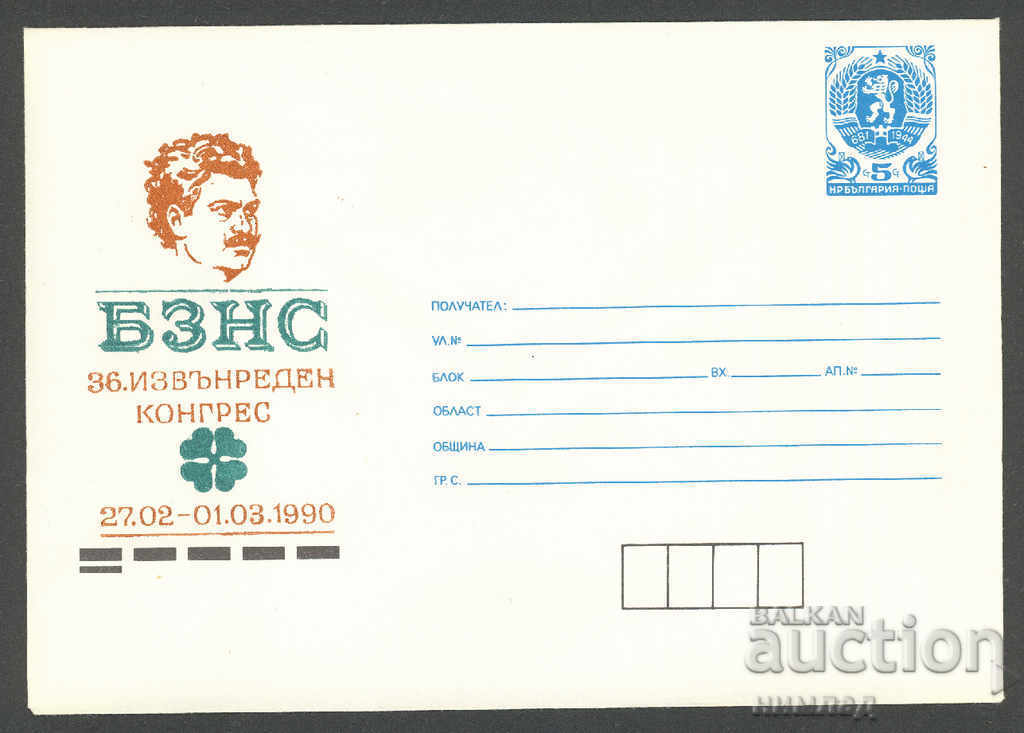 681 1944
5
НР БЪЛГАРИЯ·ПОЩА
БЗНС
36. ИЗВЪНРЕДЕН
КОНГРЕС
27.02-01.03.1990
ПОЛУЧАТЕЛ:
УЛ.№
БЛОК ВХ. АП.№
ОБЛАСТ
ОБЩИНА
ГР. С.
BALKAN
auction
НИМЛАД